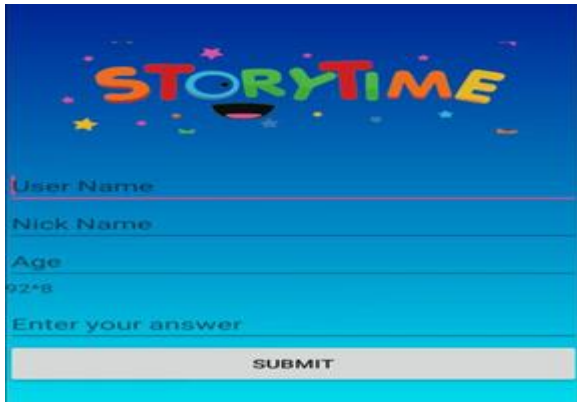 STORYTIME
User Name
Nick Name
Age
92*8
Enter your answer
SUBMIT